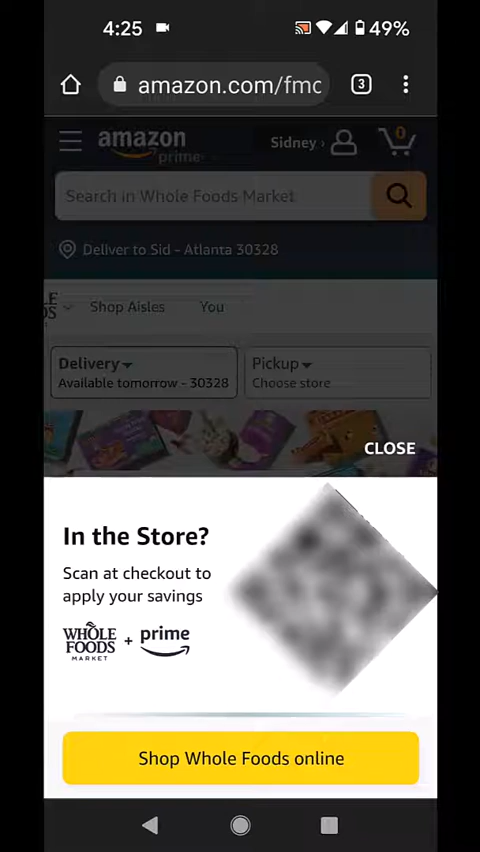 4:25 49%
amazon.com/fmc 3
amazon Sidney › 0
prime
Search in Whole Foods Market
Deliver to Sid - Atlanta 30328
Shop Aisles You
Delivery Pickup
Available tomorrow - 30328 Choose store
CLOSE
In the Store?
Scan at checkout to
apply your savings
WHOLE
FOODS
MARKET
+ prime
Shop Whole Foods online